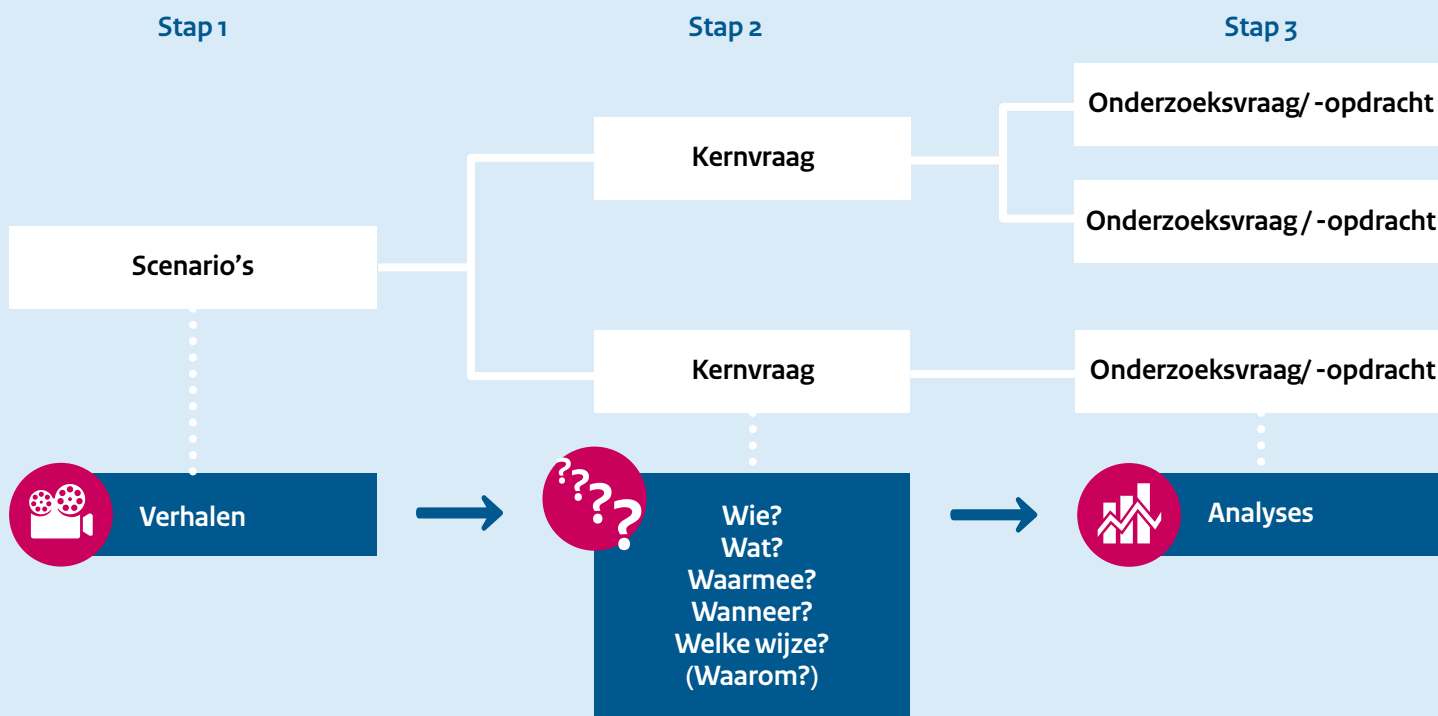 Stap 1
Stap 2
Stap 3
Onderzoeksvraag/ -opdracht
Kernvraag
Onderzoeksvraag / -opdracht
Scenario’s
Kernvraag
Onderzoeksvraag/ -opdracht
Verhalen
????
Wie?
Wat?
Waarmee?
Wanneer?
Welke wijze?
(Waarom?)
Analyses